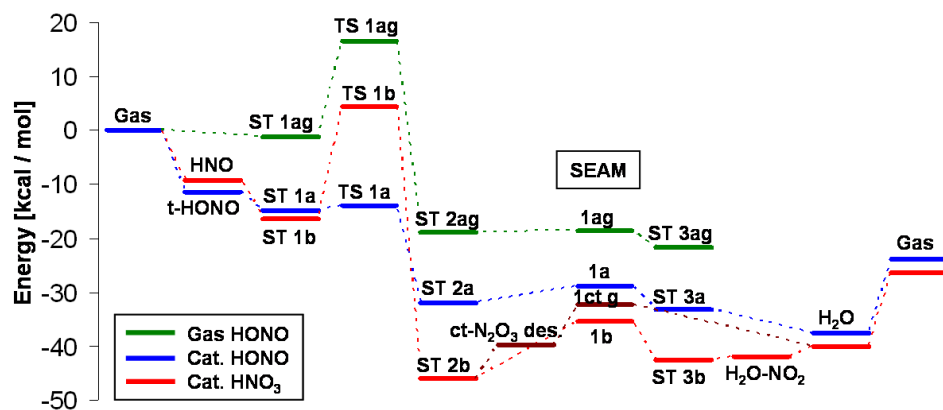 20
10
0
-10
-20
-30
-40
-50
Energy [kcal / mol]
Gas
HNO
t-HONO
ST 1ag
ST 1a
ST 1b
TS 1ag
TS 1b
TS 1a
ST 2ag
ST 2a
ST 2b
ct-N₂O₃ des
SEAM
1ag
1a
1ct g
1b
ST 3ag
ST 3a
ST 3b
H₂O-NO₂
H₂O
Gas
Gas HONO
Cat. HONO
Cat. HNO₃